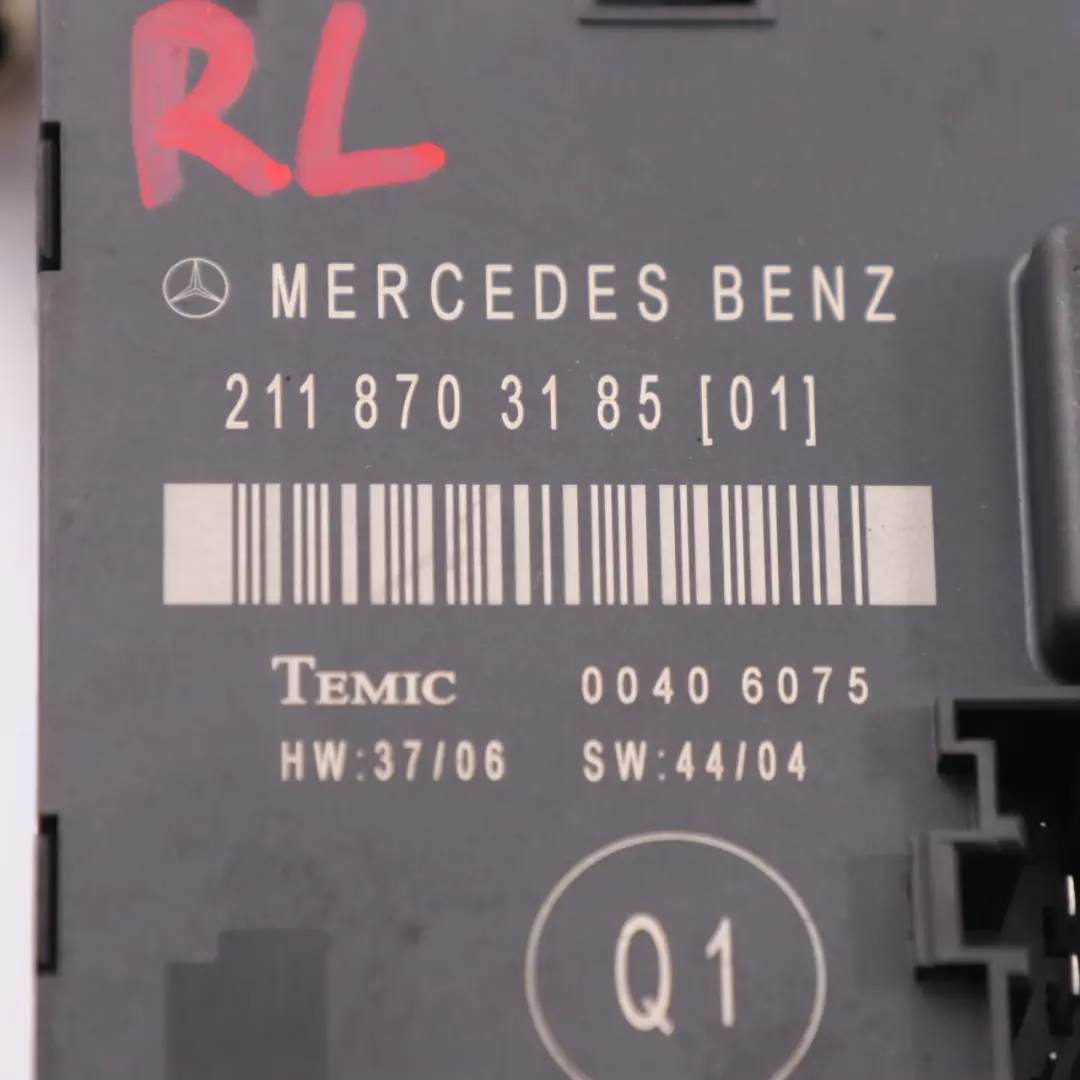 RL
MERCEDES BENZ
211 870 31 85 [01]
TEMIC 0040 6075
HW:37/06 SW:44/04
Q1